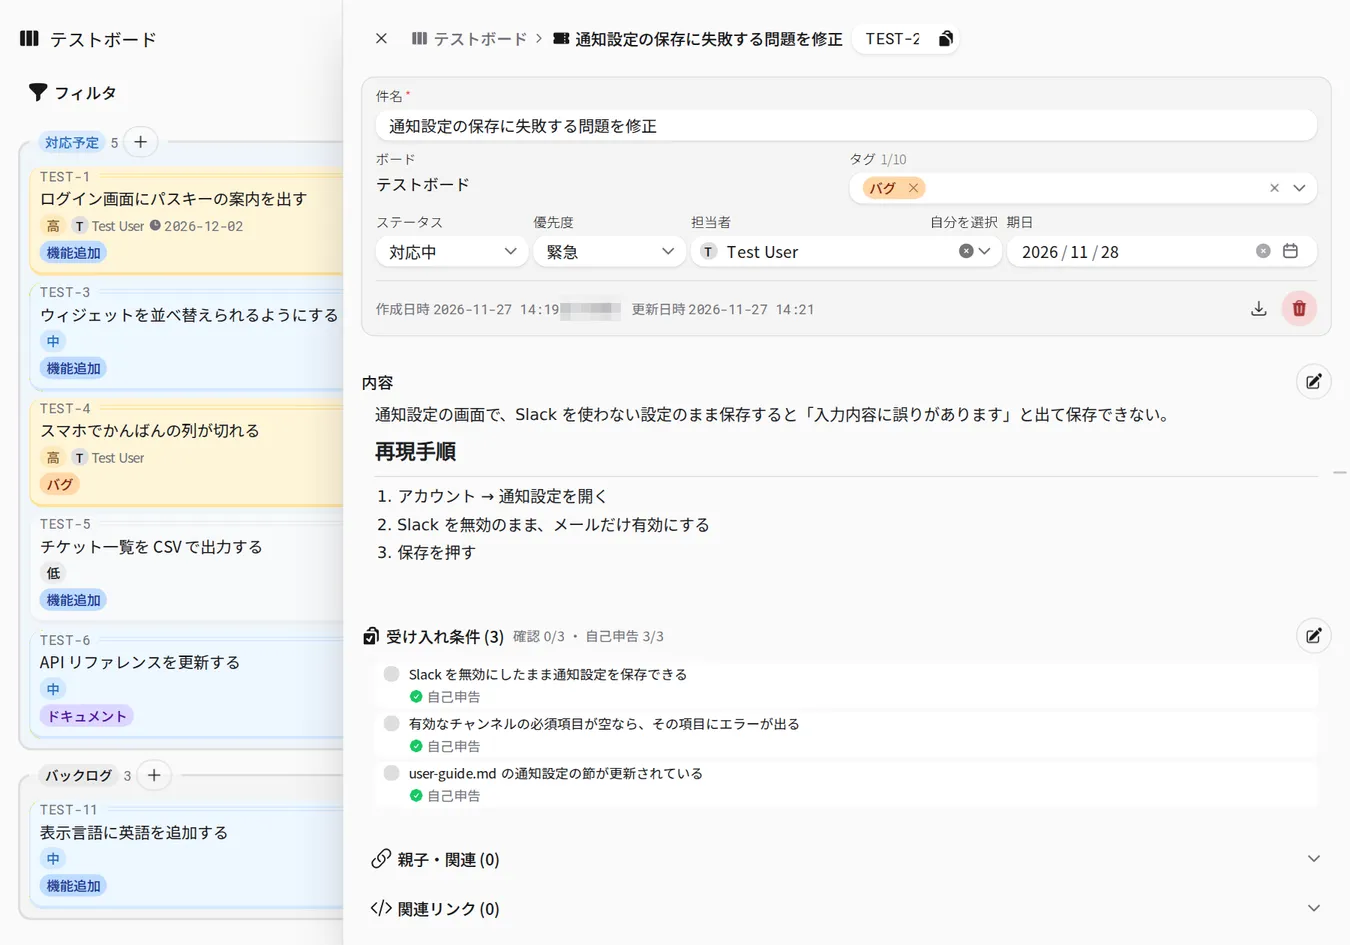 テストボード
フィルタ
対応予定 5
TEST-1
ログイン画面にパスキーの案内を出す
高 T Test User 2026-12-02
機能追加
TEST-3
ウィジェットを並べ替えられるようにする
中
機能追加
TEST-4
スマホでかんばんの列が切れる
高 T Test User
バグ
TEST-5
チケット一覧を CSV で出力する
低
機能追加
TEST-6
API リファレンスを更新する
中
ドキュメント
バックログ 3
TEST-11
表示言語に英語を追加する
中
機能追加
テストボード > 通知設定の保存に失敗する問題を修正 TEST-2
件名 *
通知設定の保存に失敗する問題を修正
ボード
テストボード
タグ 1/10
バグ
ステータス 優先度 担当者 自分を選択 期日
対応中 緊急 T Test User 2026/11/28
作成日時 2026-11-27 14:19 更新日時 2026-11-27 14:21
内容
通知設定の画面で、Slack を使わない設定のまま保存すると「入力内容に誤りがあります」と出て保存できない。
再現手順
1. アカウント → 通知設定を開く
2. Slack を無効のまま、メールだけ有効にする
3. 保存を押す
受け入れ条件 (3) 確認 0/3 ・ 自己申告 3/3
Slack を無効にしたまま通知設定を保存できる
自己申告
有効なチャンネルの必須項目が空なら、その項目にエラーが出る
自己申告
user-guide.md の通知設定の節が更新されている
自己申告
親子・関連 (0)
関連リンク (0)